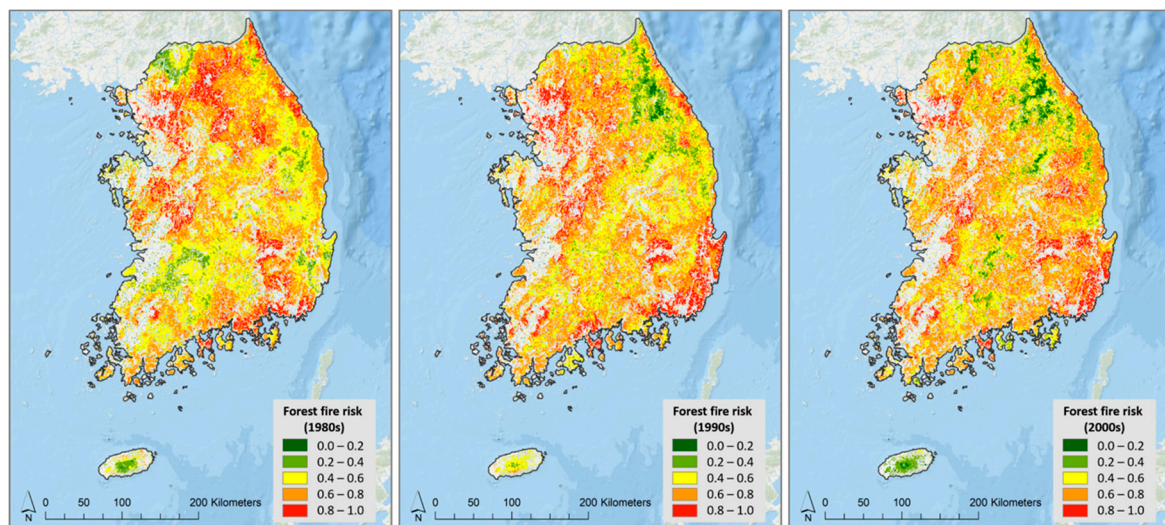 Forest fire risk
(1980s)
0.0 – 0.2
0.2 – 0.4
0.4 – 0.6
0.6 – 0.8
0.8 – 1.0
N
0 50 100 200 Kilometers
Forest fire risk
(1990s)
0.0 – 0.2
0.2 – 0.4
0.4 – 0.6
0.6 – 0.8
0.8 – 1.0
N
0 50 100 200 Kilometers
Forest fire risk
(2000s)
0.0 – 0.2
0.2 – 0.4
0.4 – 0.6
0.6 – 0.8
0.8 – 1.0
N
0 50 100 200 Kilometers